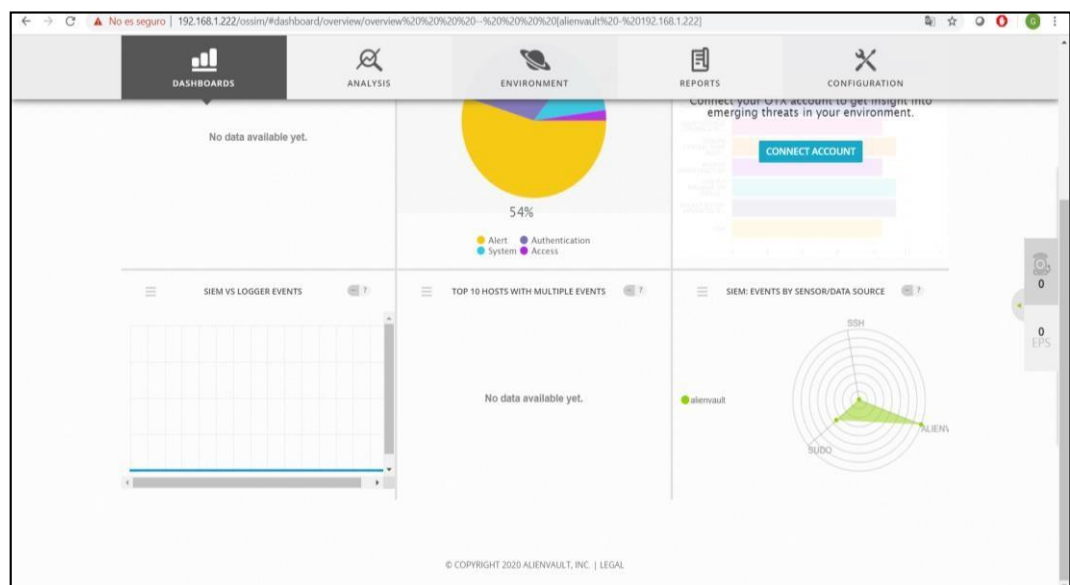 No es seguro | 192.168.1.222/ossim/#dashboard/overview/overview%20%20%20%20--%20%20%20%20[alienvault%20-%20192.168.1.222]
DASHBOARDS ANALYSIS ENVIRONMENT REPORTS CONFIGURATION
Connect your OTX account to get insight into
emerging threats in your environment.
No data available yet.
CONNECT ACCOUNT
54%
Alert Authentication
System Access
0
0
EPS
SIEM VS LOGGER EVENTS ?
TOP 10 HOSTS WITH MULTIPLE EVENTS ?
SIEM: EVENTS BY SENSOR/DATA SOURCE ?
SSH
No data available yet.
alienvault
ALIENV
SUDO
© COPYRIGHT 2020 ALIENVAULT, INC. | LEGAL